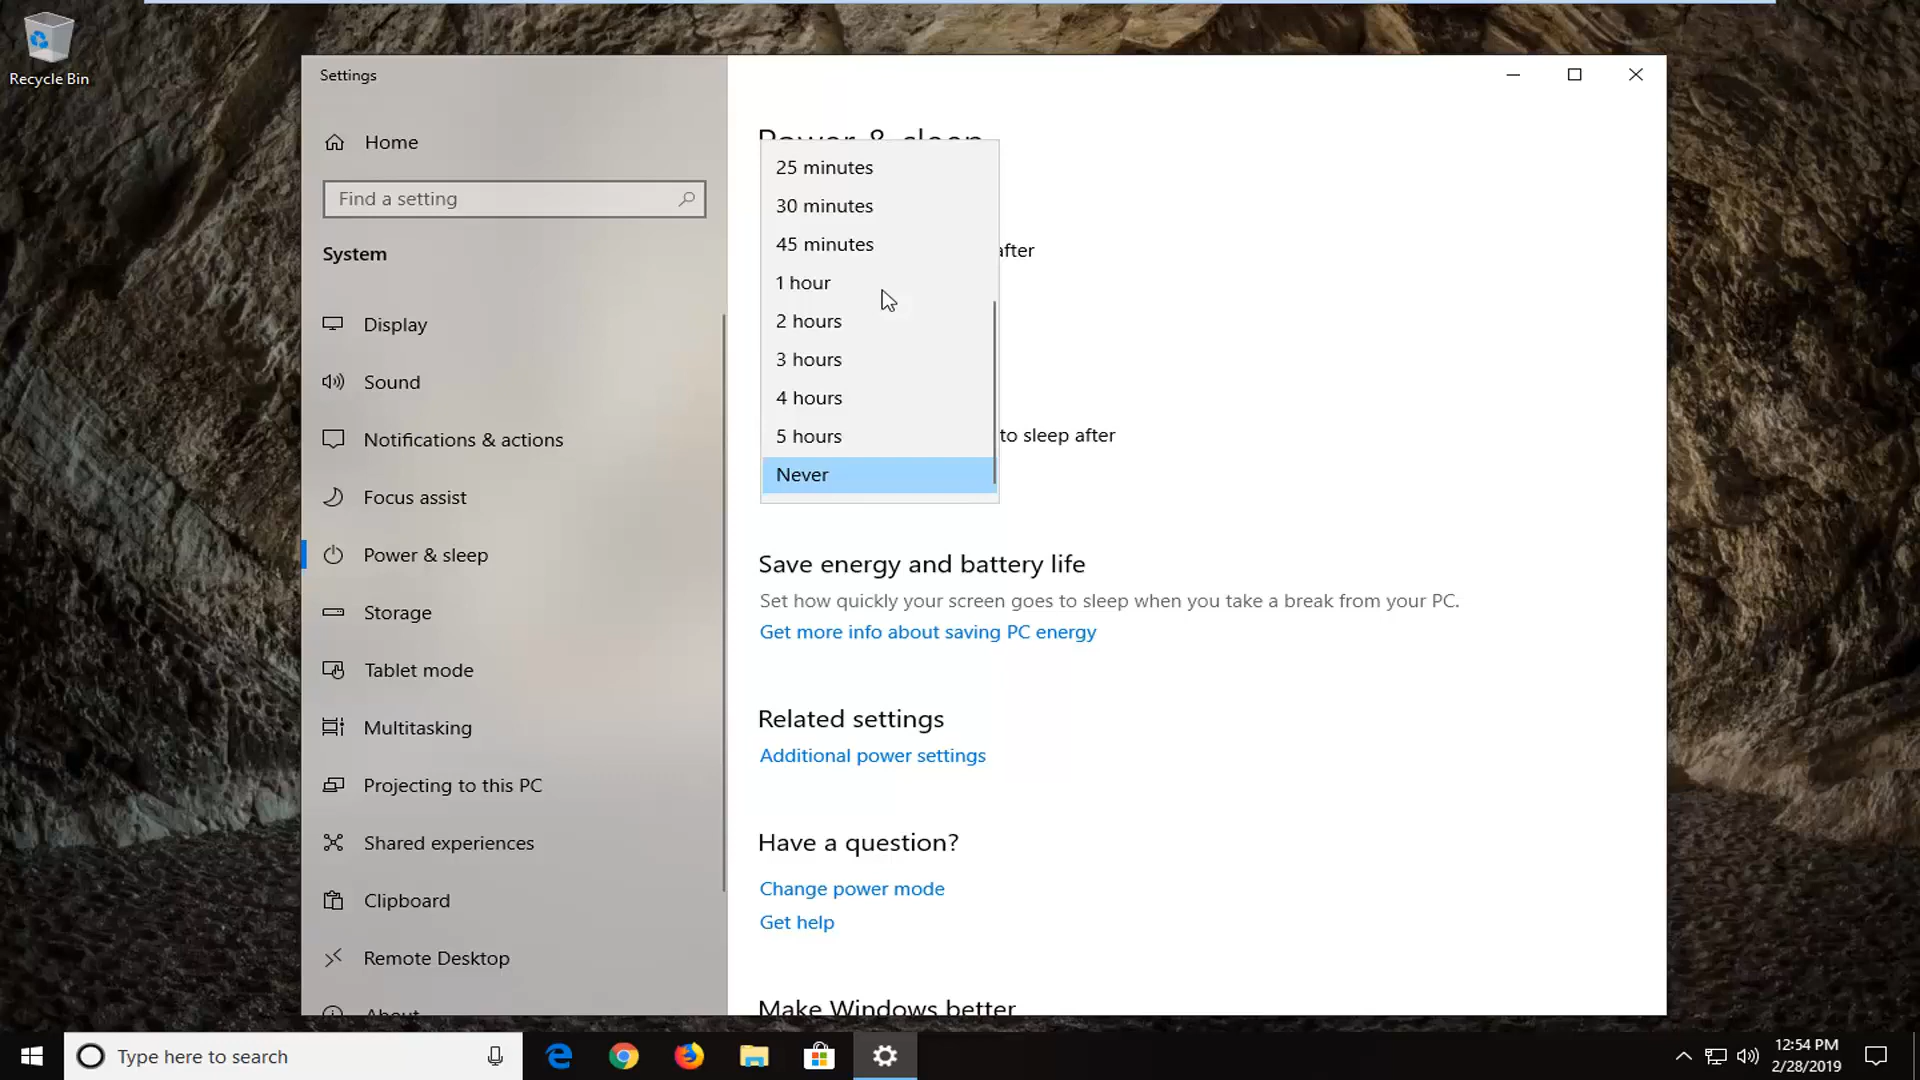 Recycle Bin
Settings
Home
Find a setting
System
Display
Sound
Notifications & actions
Focus assist
Power & sleep
Storage
Tablet mode
Multitasking
Projecting to this PC
Shared experiences
Clipboard
Remote Desktop
About
Power & sleep
25 minutes
30 minutes
45 minutes
after
1 hour
2 hours
3 hours
4 hours
5 hours
to sleep after
Never
Save energy and battery life
Set how quickly your screen goes to sleep when you take a break from your PC.
Get more info about saving PC energy
Related settings
Additional power settings
Have a question?
Change power mode
Get help
Make Windows better
Type here to search
12:54 PM
2/28/2019